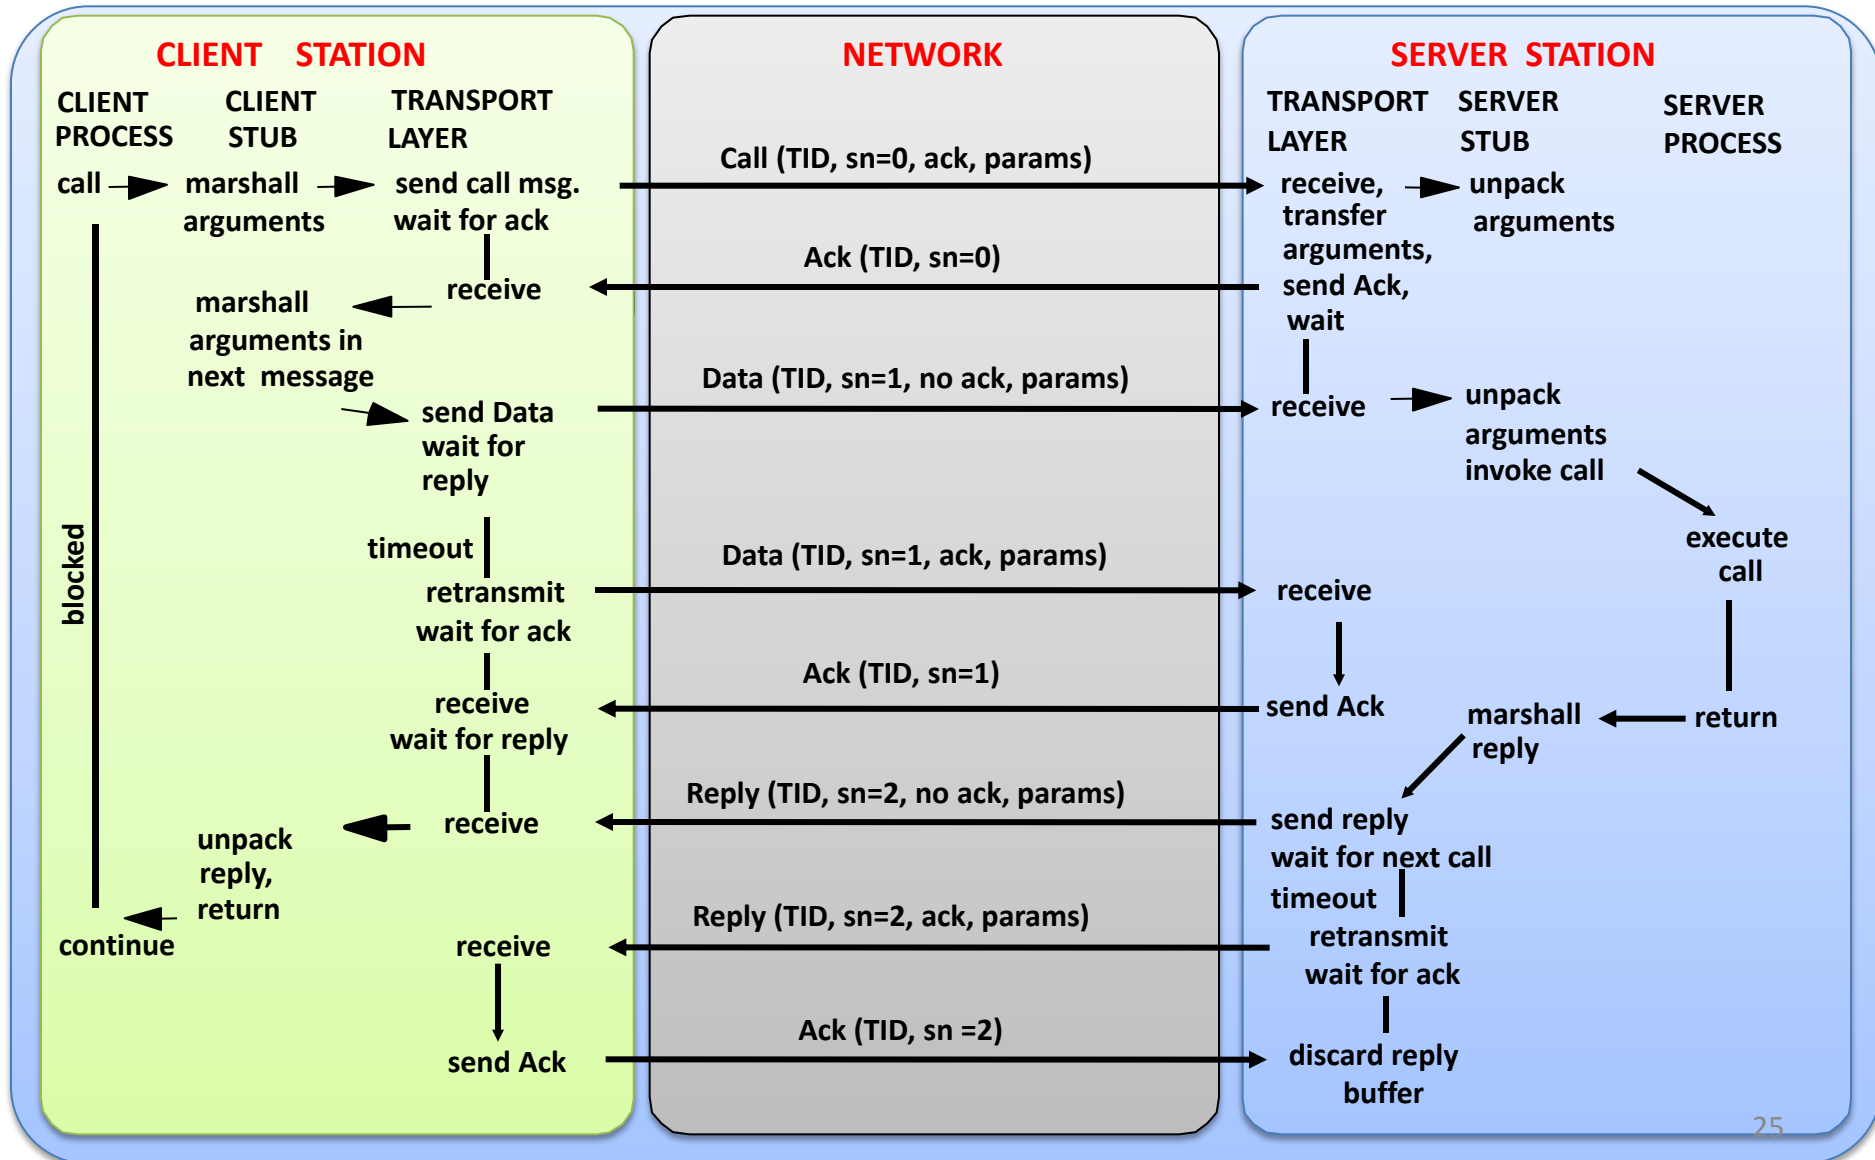 CLIENT STATION
CLIENT
PROCESS
CLIENT
STUB
TRANSPORT
LAYER
call
marshall
arguments
send call msg.
wait for ack
receive
marshall
arguments in
next message
send Data
wait for
reply
timeout
retransmit
wait for ack
receive
wait for reply
receive
unpack
reply,
return
blocked
continue
receive
send Ack
NETWORK
Call (TID, sn=0, ack, params)
Ack (TID, sn=0)
Data (TID, sn=1, no ack, params)
Data (TID, sn=1, ack, params)
Ack (TID, sn=1)
Reply (TID, sn=2, no ack, params)
Reply (TID, sn=2, ack, params)
Ack (TID, sn =2)
SERVER STATION
TRANSPORT
LAYER
SERVER
STUB
SERVER
PROCESS
receive,
transfer
arguments,
send Ack,
wait
unpack
arguments
receive
unpack
arguments
invoke call
execute
call
receive
send Ack
return
marshall
reply
send reply
wait for next call
timeout
retransmit
wait for ack
discard reply
buffer
25